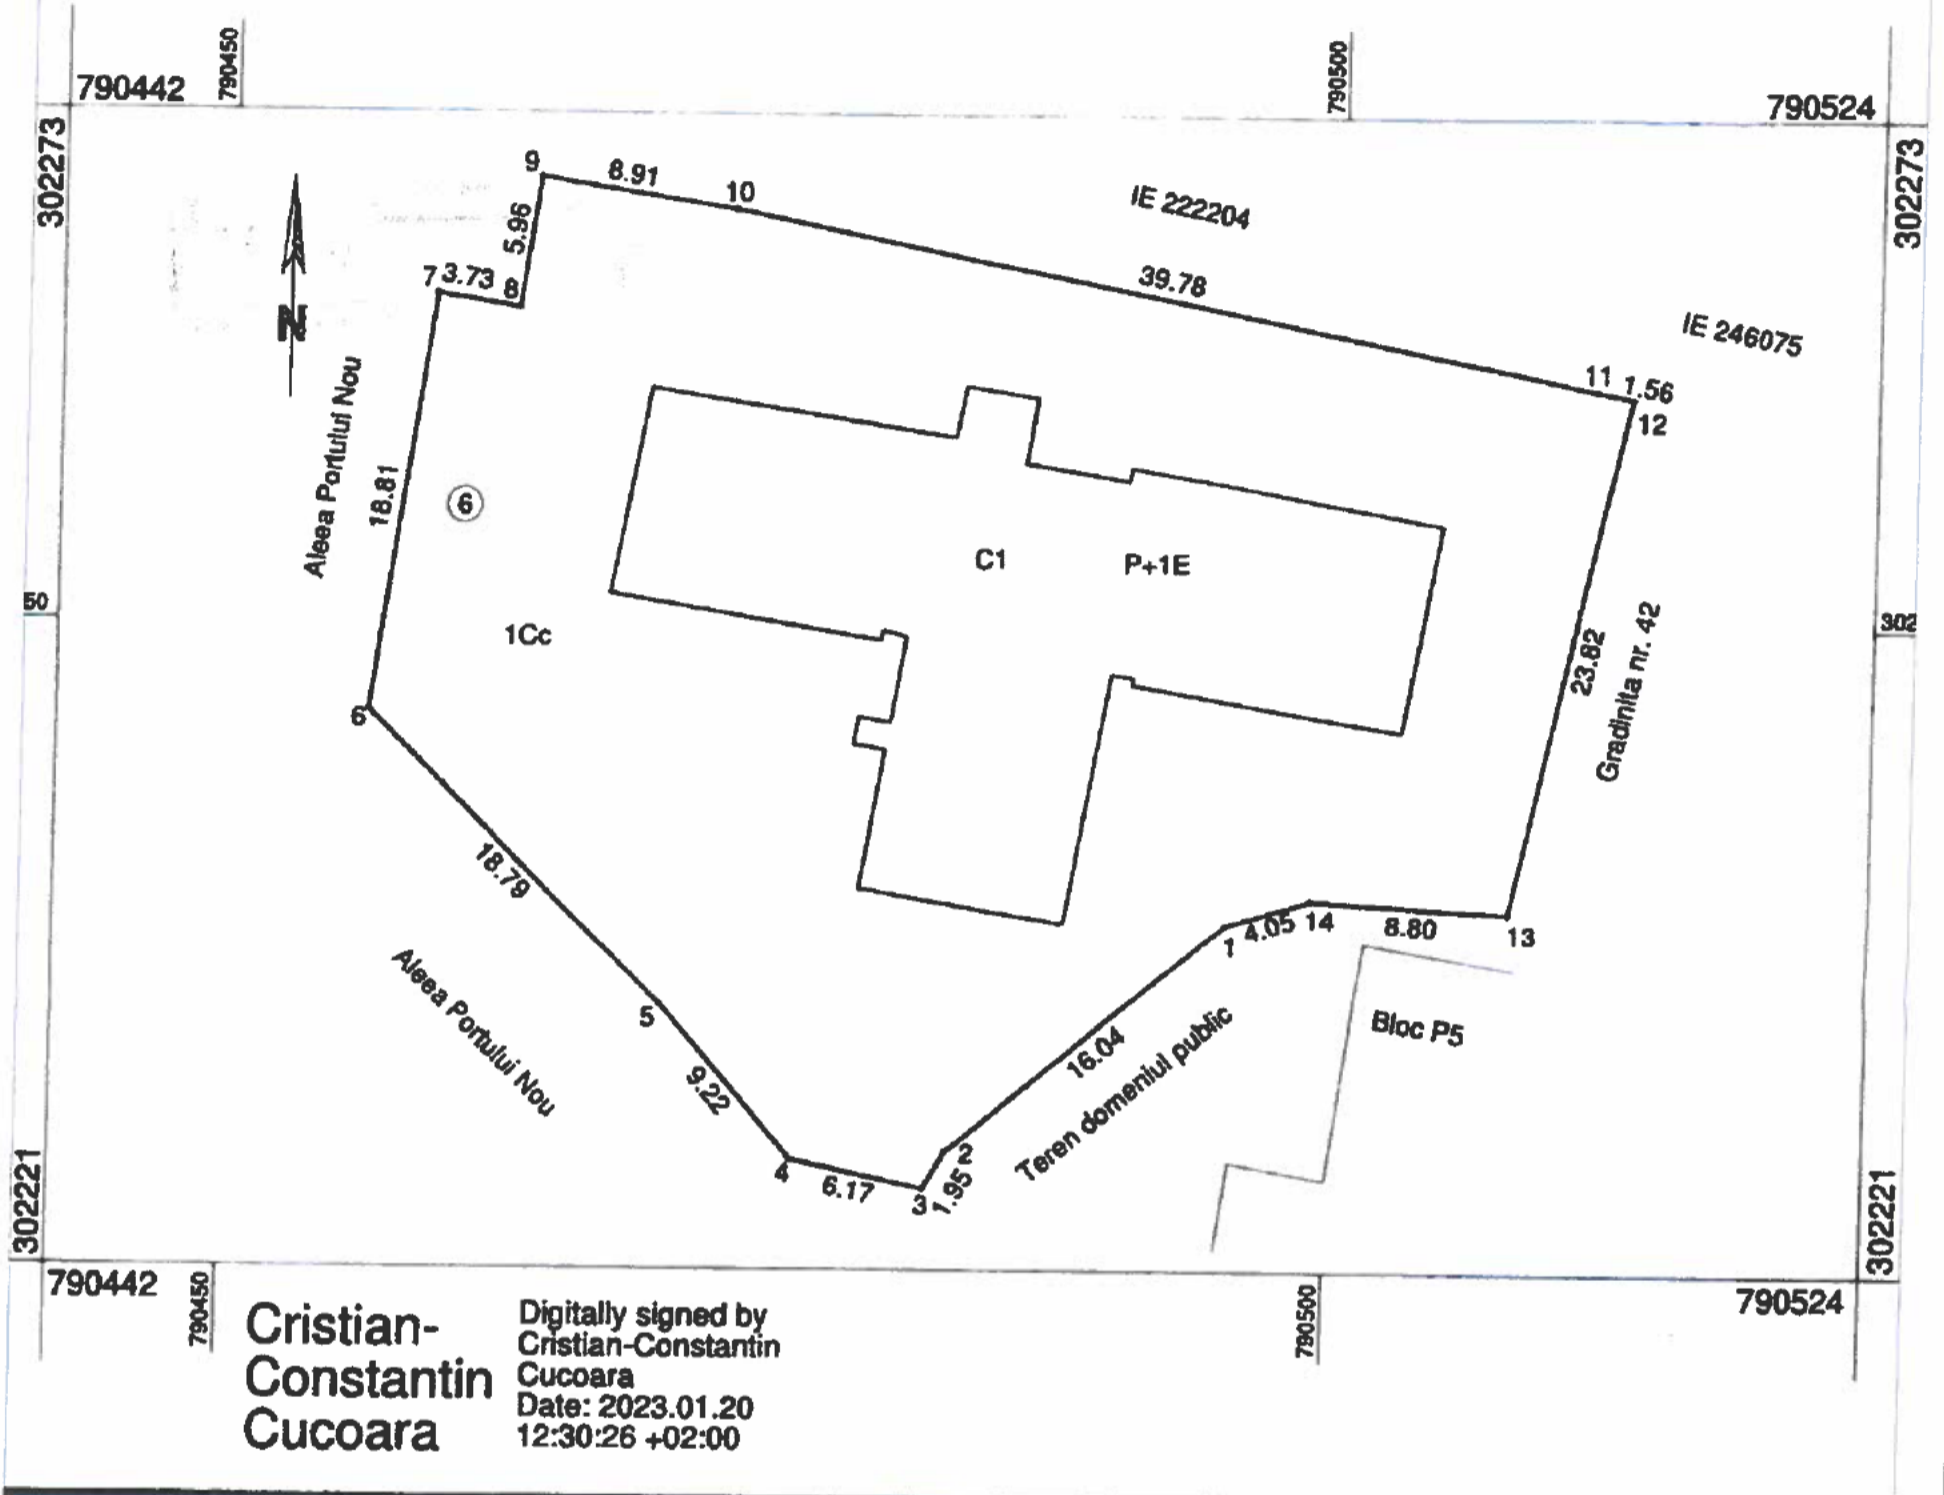 790450
790500
790442
790524
302273
302273
9
8.91
10
IE 222204
5.96
7
3.73
8
39.78
N
IE 246075
11
1.56
12
Aleea Portului Nou
18.81
6
C1
P+1E
50
1Cc
302
23.82
Gradinita nr. 42
6
18.79
1
4.05
14
8.80
13
Aleea Portului Nou
5
9.22
16.04
Teren domeniul public
Bloc P5
4
6.17
3
1.95
2
302221
302221
790442
790450
790500
790524
Cristian-
Constantin
Cucoara
Digitally signed by
Cristian-Constantin
Cucoara
Date: 2023.01.20
12:30:26 +02:00